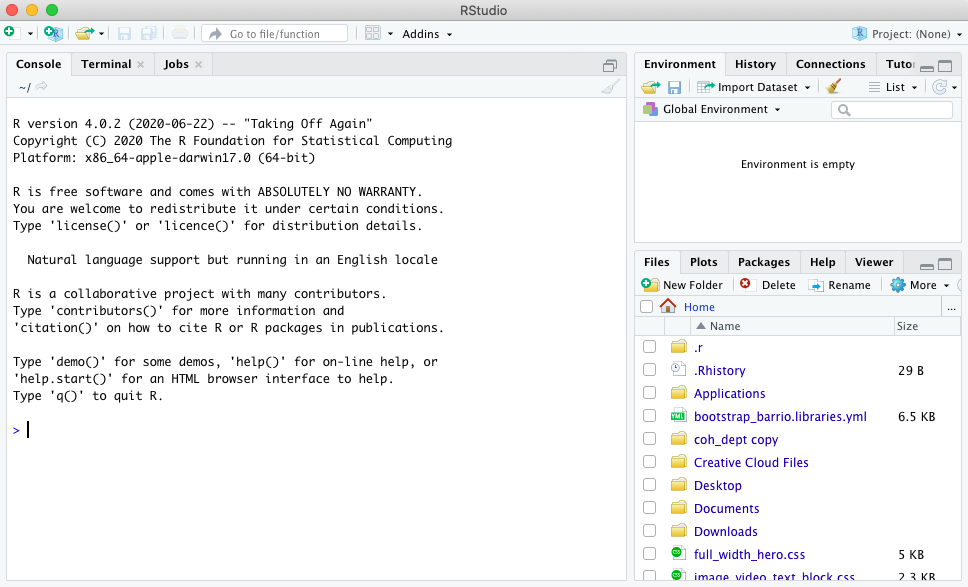 RStudio
Go to file/function
Addins
Project: (None)
Console Terminal Jobs
~/
R version 4.0.2 (2020-06-22) -- "Taking Off Again"
Copyright (C) 2020 The R Foundation for Statistical Computing
Platform: x86_64-apple-darwin17.0 (64-bit)
R is free software and comes with ABSOLUTELY NO WARRANTY.
You are welcome to redistribute it under certain conditions.
Type 'license()' or 'licence()' for distribution details.
Natural language support but running in an English locale
R is a collaborative project with many contributors.
Type 'contributors()' for more information and
'citation()' on how to cite R or R packages in publications.
Type 'demo()' for some demos, 'help()' for on-line help, or
'help.start()' for an HTML browser interface to help.
Type 'q()' to quit R.
>
Environment History Connections Tuto
Import Dataset List
Global Environment
Environment is empty
Files Plots Packages Help Viewer
New Folder Delete Rename More
Home ...
Name Size
.r
.Rhistory 29 B
Applications
YML bootstrap_barrio.libraries.yml 6.5 KB
coh_dept copy
Creative Cloud Files
Desktop
Documents
Downloads
css full_width_hero.css 5 KB
css image_video_text_block.css 2.3 KB